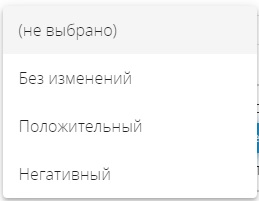 (не выбрано)
Без изменений
Положительный
Негативный